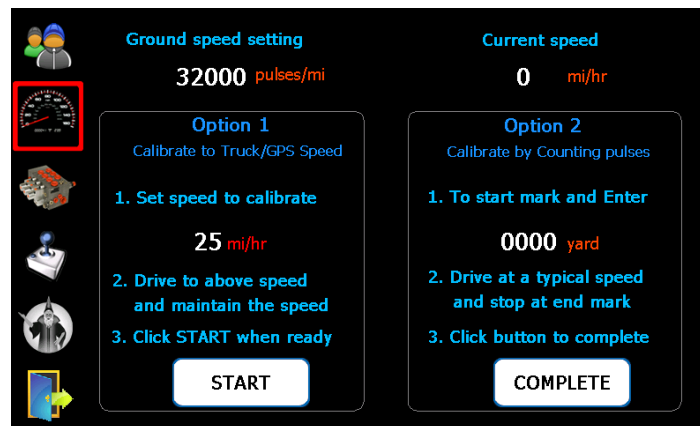 Ground speed setting
32000 pulses/mi
Current speed
0 mi/hr
Option 1
Calibrate to Truck/GPS Speed
1. Set speed to calibrate
25 mi/hr
2. Drive to above speed
and maintain the speed
3. Click START when ready
START
Option 2
Calibrate by Counting pulses
1. To start mark and Enter
0000 yard
2. Drive at a typical speed
and stop at end mark
3. Click button to complete
COMPLETE